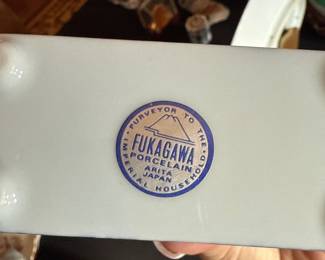 PURVEYOR TO THE
FUKAGAWA
PORCELAIN
ARITA
JAPAN
IMPERIAL HOUSEHOLD